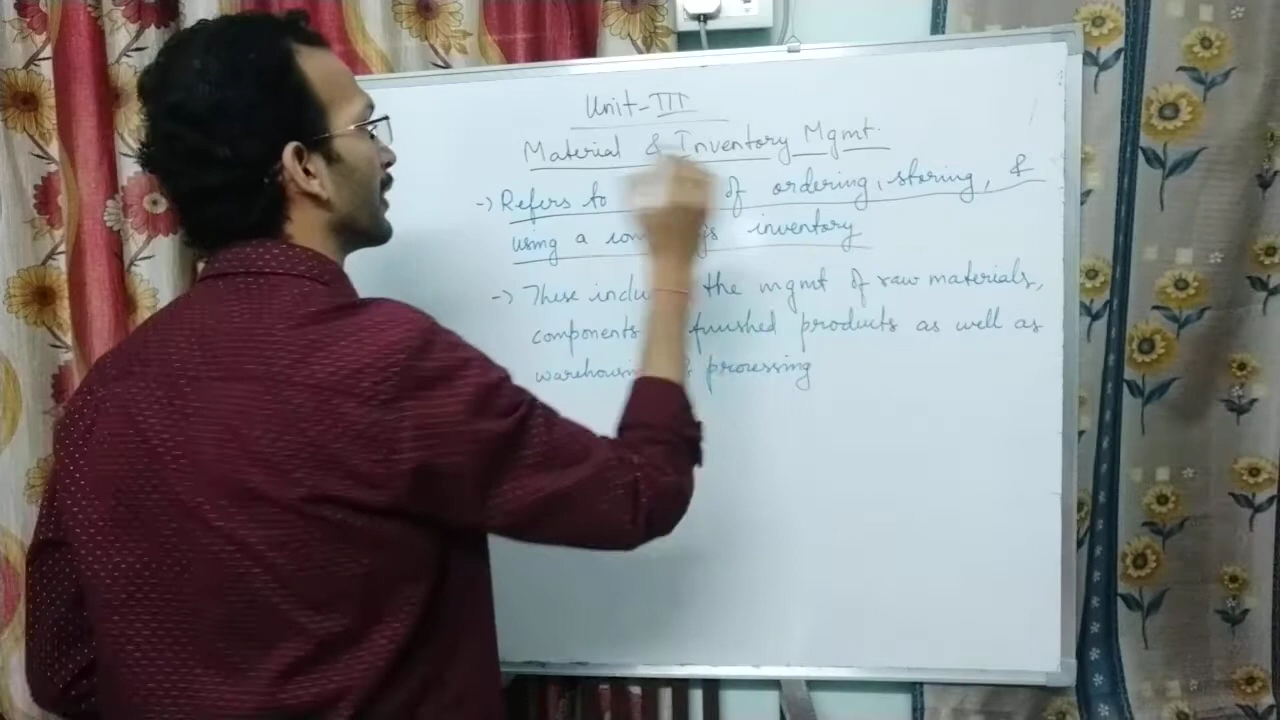 Unit-III
Material & Inventory Mgmt.
-> Refers to of ordering, storing, &
using a inventory
-> These the mgmt of raw materials,
components finished products as well as
processing